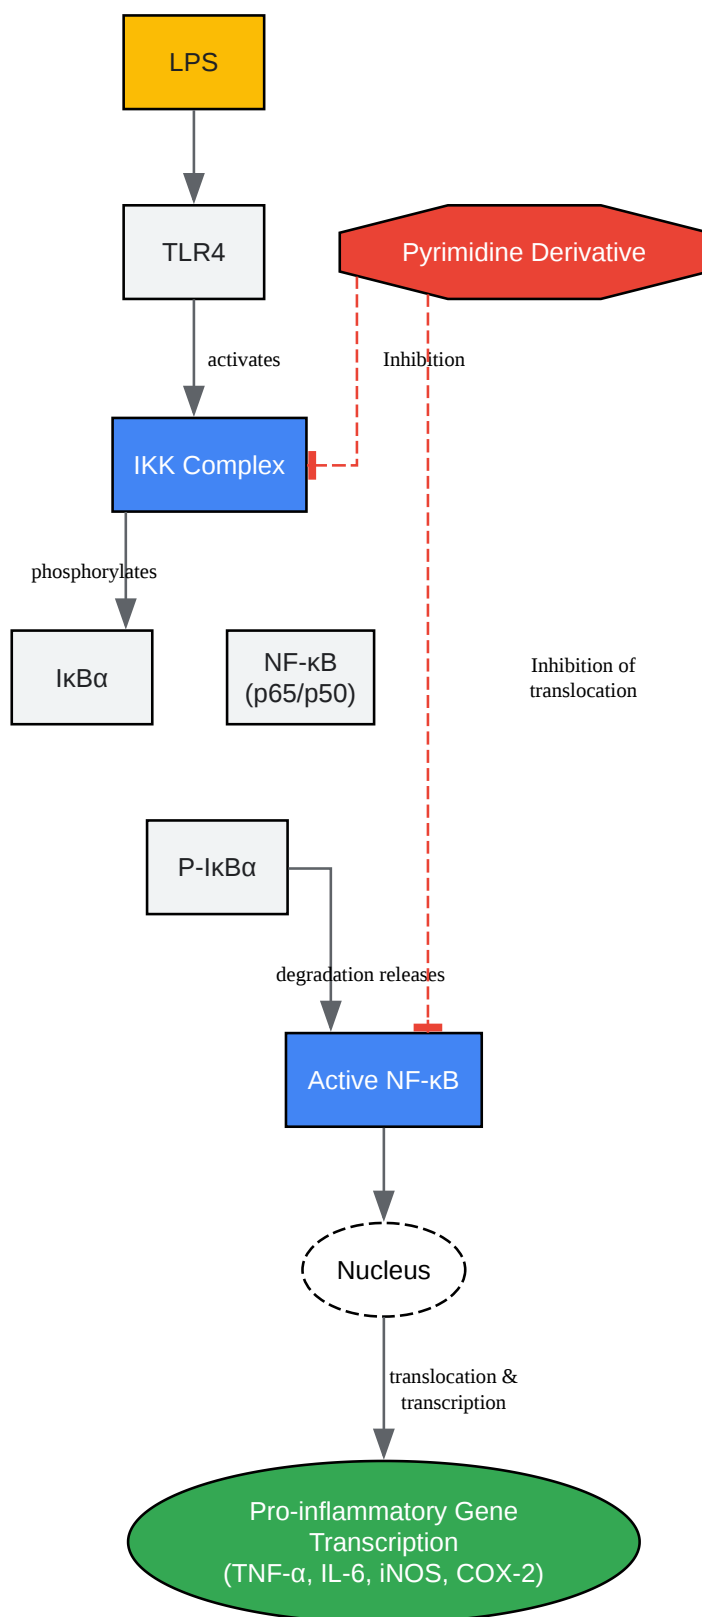 LPS
TLR4
Pyrimidine Derivative
activates
Inhibition
IKK Complex
phosphorylates
IκBα
NF-κB
(p65/p50)
Inhibition of
translocation
P-IκBα
degradation releases
Active NF-κB
Nucleus
translocation &
transcription
Pro-inflammatory Gene
Transcription
(TNF-α, IL-6, iNOS, COX-2)